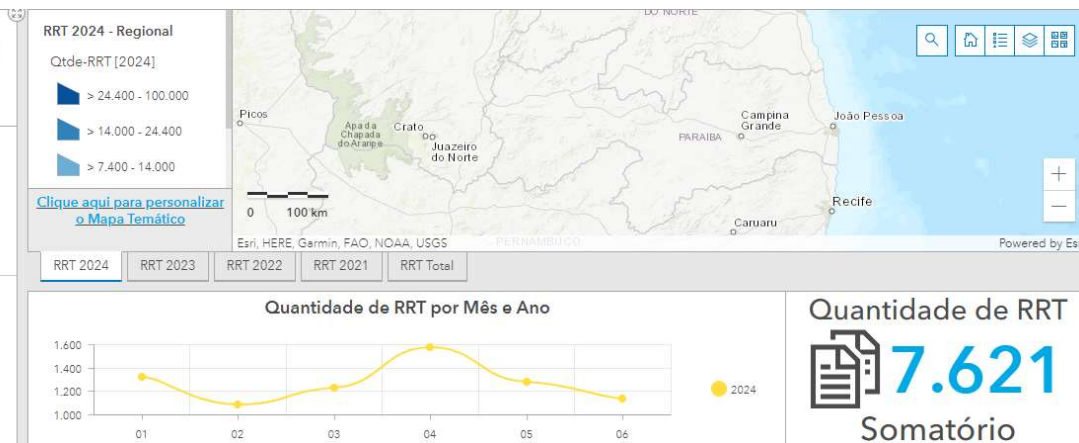 RRT 2024 - Regional
Qtde-RRT [2024]
> 24.400 - 100.000
> 14.000 - 24.400
> 7.400 - 14.000
Clique aqui para personalizar
o Mapa Temático
DO NORTE
Picos
Apa da
Chapada
do Araripe
Crato
Juazeiro
do Norte
Campina
Grande
PARAÍBA
João Pessoa
Recife
Caruaru
PERNAMBUCO
0 100 km
Esri, HERE, Garmin, FAO, NOAA, USGS
Powered by Es
RRT 2024
RRT 2023
RRT 2022
RRT 2021
RRT Total
Quantidade de RRT por Mês e Ano
1.600
1.400
1.200
1.000
01 02 03 04 05 06
2024
Quantidade de RRT
7.621
Somatório